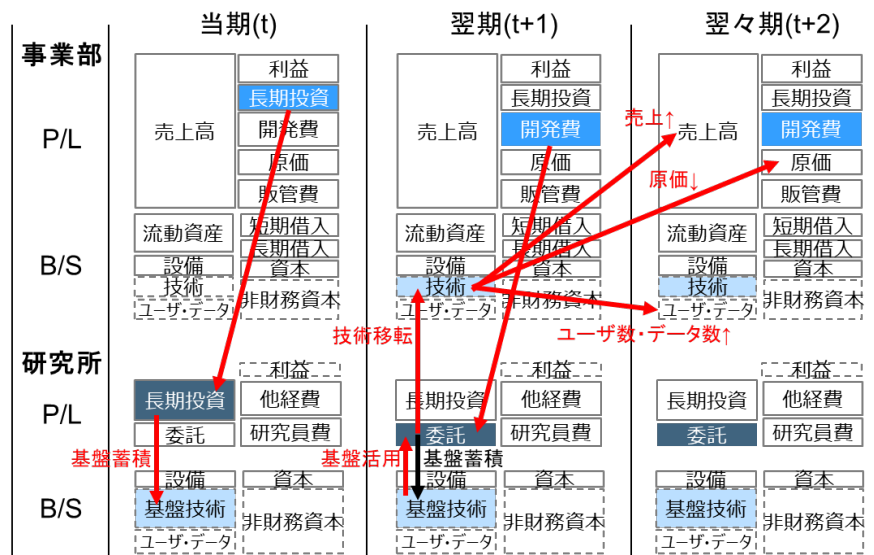 当期(t)
翌期(t+1)
翌々期(t+2)
事業部
P/L
売上高
利益
長期投資
開発費
原価
販管費
売上高
利益
長期投資
開発費
原価
販管費
売上↑
原価↓
売上高
利益
長期投資
開発費
原価
販管費
B/S
流動資産
設備
技術
ユーザ・データ
短期借入
長期借入
資本
非財務資本
流動資産
設備
技術
ユーザ・データ
短期借入
長期借入
資本
非財務資本
流動資産
設備
技術
ユーザ・データ
短期借入
長期借入
資本
非財務資本
技術移転
ユーザ数・データ数↑
研究所
P/L
長期投資
委託
利益
他経費
研究員費
長期投資
委託
利益
他経費
研究員費
長期投資
委託
利益
他経費
研究員費
基盤蓄積
基盤活用
基盤蓄積
B/S
設備
基盤技術
ユーザ・データ
資本
非財務資本
設備
基盤技術
ユーザ・データ
資本
非財務資本
設備
基盤技術
ユーザ・データ
資本
非財務資本